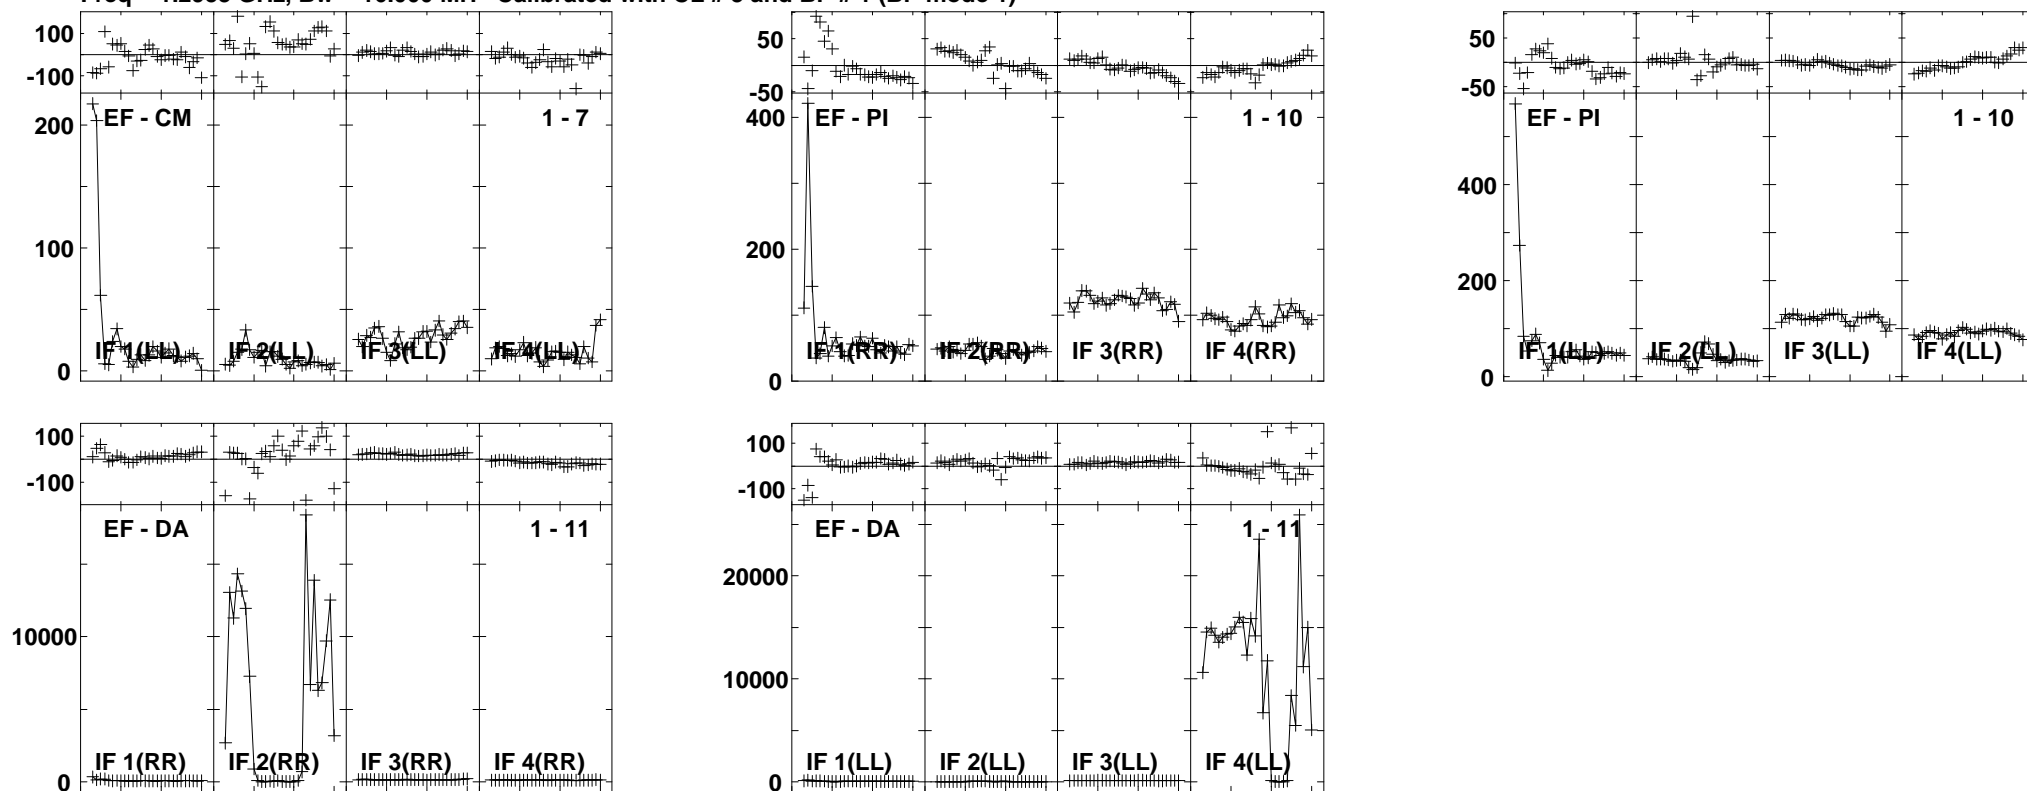 100
-100
EF - CM
1 - 7
200
100
0
IF 1(LL)
IF 2(LL)
IF 3(LL)
IF 4(LL)
50
-50
EF - PI
1 - 10
400
200
0
IF 1(RR)
IF 2(RR)
IF 3(RR)
IF 4(RR)
50
-50
EF - PI
1 - 10
400
200
0
IF 1(LL)
IF 2(LL)
IF 3(LL)
IF 4(LL)
100
-100
EF - DA
1 - 11
10000
0
IF 1(RR)
IF 2(RR)
IF 3(RR)
IF 4(RR)
100
-100
EF - DA
1 - 11
20000
10000
0
IF 1(LL)
IF 2(LL)
IF 3(LL)
IF 4(LL)